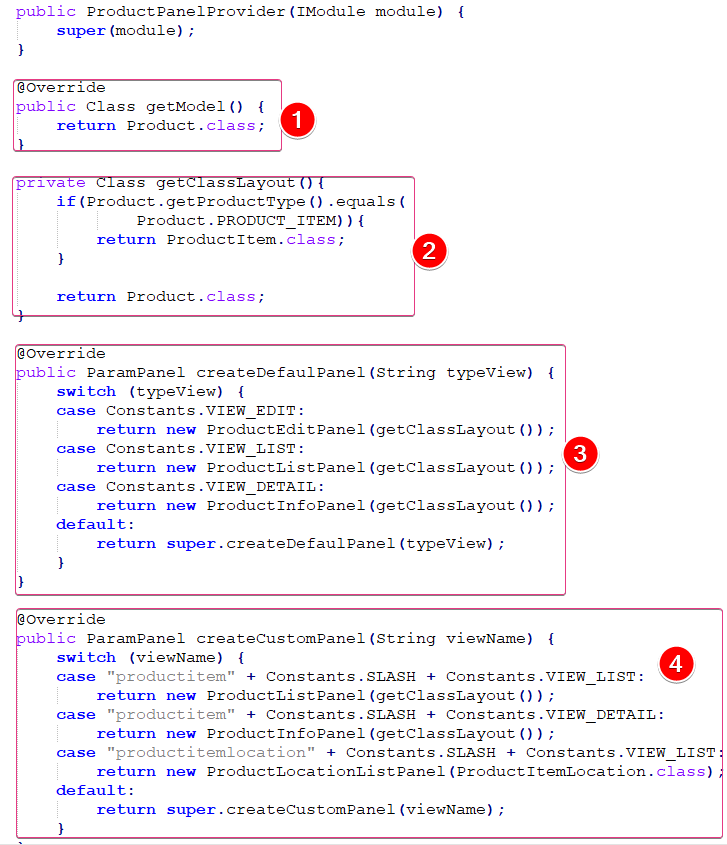 public ProductPanelProvider(IModule module) {
    super(module);
}
@Override
public Class getModel() {
    return Product.class;
}
1
private Class getClassLayout(){
    if(Product.getProductType().equals(
            Product.PRODUCT_ITEM)){
        return ProductItem.class;
    }
    return Product.class;
}
2
@Override
public ParamPanel createDefaulPanel(String typeView) {
    switch (typeView) {
    case Constants.VIEW_EDIT:
        return new ProductEditPanel(getClassLayout());
    case Constants.VIEW_LIST:
        return new ProductListPanel(getClassLayout());
    case Constants.VIEW_DETAIL:
        return new ProductInfoPanel(getClassLayout());
    default:
        return super.createDefaulPanel(typeView);
    }
}
3
@Override
public ParamPanel createCustomPanel(String viewName) {
    switch (viewName) {
    case "productitem" + Constants.SLASH + Constants.VIEW_LIST:
        return new ProductListPanel(getClassLayout());
    case "productitem" + Constants.SLASH + Constants.VIEW_DETAIL:
        return new ProductInfoPanel(getClassLayout());
    case "productitemlocation" + Constants.SLASH + Constants.VIEW_LIST:
        return new ProductLocationListPanel(ProductItemLocation.class);
    default:
        return super.createCustomPanel(viewName);
    }
4